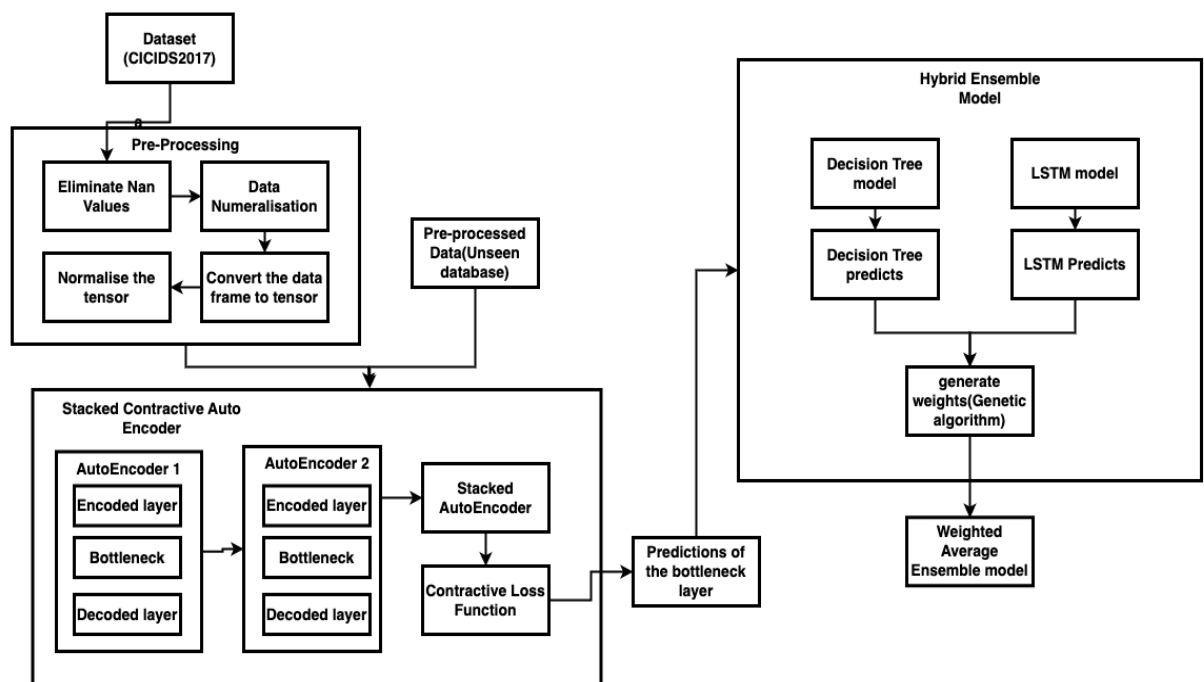 Dataset
(CICIDS2017)
a
Pre-Processing
Eliminate Nan
Values
Data
Numeralisation
Normalise the
tensor
Convert the data
frame to tensor
Pre-processed
Data(Unseen
database)
Stacked Contractive Auto
Encoder
AutoEncoder 1
Encoded layer
Bottleneck
Decoded layer
AutoEncoder 2
Encoded layer
Bottleneck
Decoded layer
Stacked
AutoEncoder
Contractive Loss
Function
Predictions of
the bottleneck
layer
Hybrid Ensemble
Model
Decision Tree
model
LSTM model
Decision Tree
predicts
LSTM Predicts
generate
weights(Genetic
algorithm)
Weighted
Average
Ensemble model